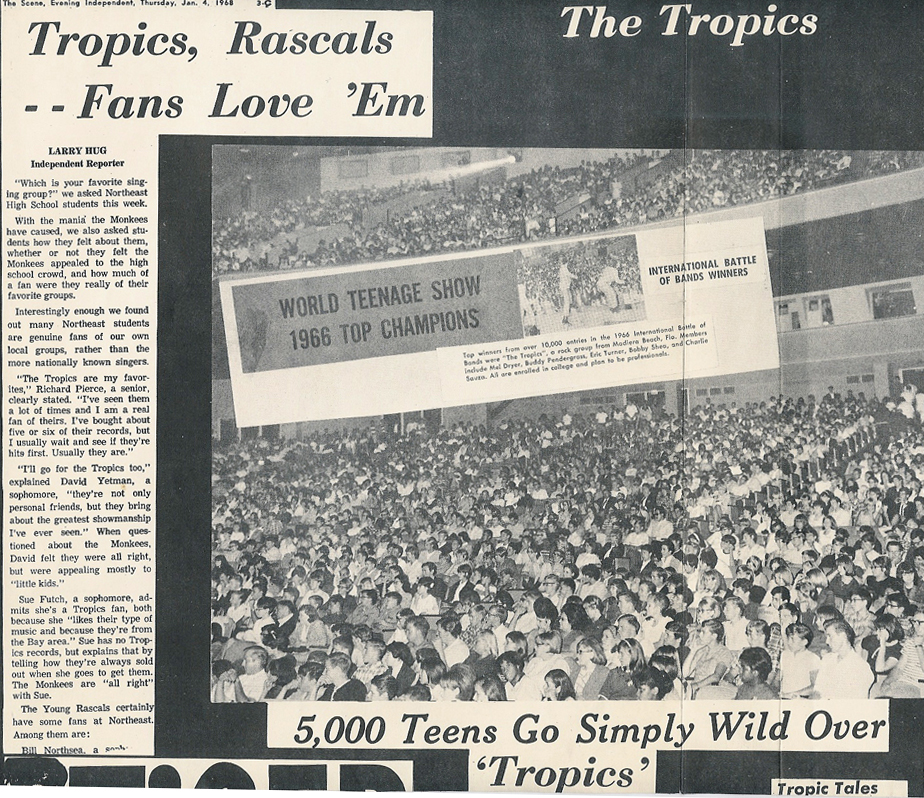 The Scene, Evening Independent, Thursday, Jan. 4, 1968 3-C
Tropics, Rascals
-- Fans Love 'Em
LARRY HUG
Independent Reporter
"Which is your favorite sing-
ing group?" we asked Northeast
High School students this week.
With the mania the Monkees
have caused, we also asked stu-
dents how they felt about them,
whether or not they felt the
Monkees appealed to the high
school crowd, and how much of
a fan were they really of their
favorite groups.
Interestingly enough we found
out many Northeast students
are genuine fans of our own
local groups, rather than the
more nationally known singers.
"The Tropics are my favor-
ites," Richard Pierce, a senior,
clearly stated. "I've seen them
a lot of times and I am a real
fan of theirs. I've bought about
five or six of their records, but
I usually wait and see if they're
hits first. Usually they are."
"I'll go for the Tropics too,"
explained David Yetman, a
sophomore, "they're not only
personal friends, but they bring
about the greatest showmanship
I've ever seen." When ques-
tioned about the Monkees,
David felt they were all right,
but were appealing mostly to
"little kids."
Sue Futch, a sophomore, ad-
mits she's a Tropics fan, both
because she "likes their type of
music and because they're from
the Bay area." Sue has no Trop-
ics records, but explains that by
telling how they're always sold
out when she goes to get them.
The Monkees are "all right"
with Sue.
The Young Rascals certainly
have some fans at Northeast.
Among them are:
Bill Northsea, a
The Tropics
WORLD TEENAGE SHOW
1966 TOP CHAMPIONS
INTERNATIONAL BATTLE
OF BANDS WINNERS
Top winners from over 10,000 entries in the 1966 International Battle of
Bands were "The Tropics", a rock group from Madiera Beach, Fla. Members
include Mel Dryer, Buddy Pendergrass, Eric Turner, Bobby Shea, and Charlie
Souza. All are enrolled in college and plan to be professionals.
5,000 Teens Go Simply Wild Over
'Tropics'
Tropic Tales